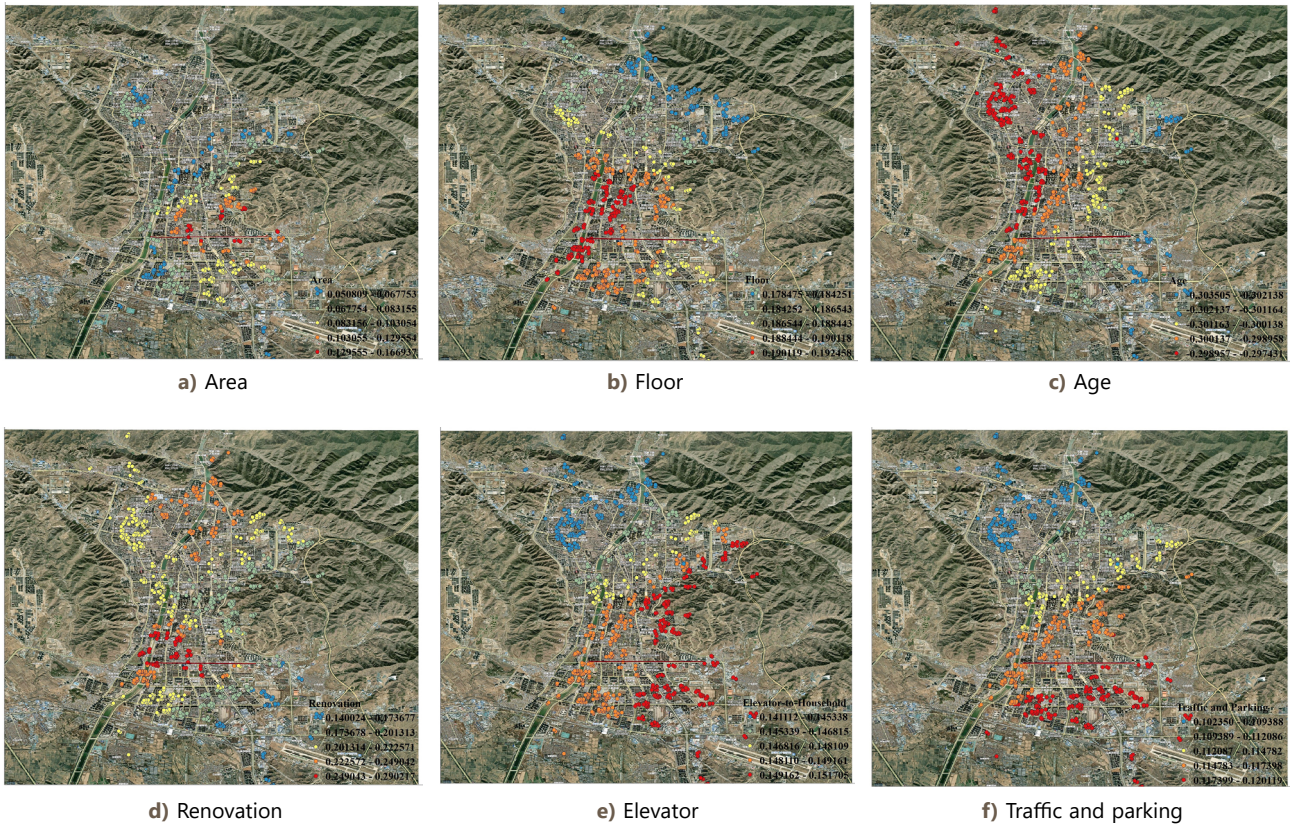 Area
0.050809 - 0.067753
0.067754 - 0.083155
0.083156 - 0.103054
0.103055 - 0.129554
0.129555 - 0.166937
a) Area
Floor
0.178475 - 0.184251
0.184252 - 0.186543
0.186544 - 0.188443
0.188444 - 0.190118
0.190119 - 0.192458
b) Floor
Age
-0.303505 - -0.302138
-0.302137 - -0.301164
-0.301163 - -0.300138
-0.300137 - -0.298958
-0.298957 - -0.297431
c) Age
Renovation
0.140024 - 0.173677
0.173678 - 0.201313
0.201314 - 0.222571
0.222572 - 0.249042
0.249043 - 0.290217
d) Renovation
Elevator-to-Household
0.141112 - 0.145338
0.145339 - 0.146815
0.146816 - 0.148109
0.148110 - 0.149161
0.149162 - 0.151705
e) Elevator
Traffic and Parking
0.102350 - 0.109388
0.109389 - 0.112086
0.112087 - 0.114782
0.114783 - 0.117398
0.117399 - 0.120119
f) Traffic and parking